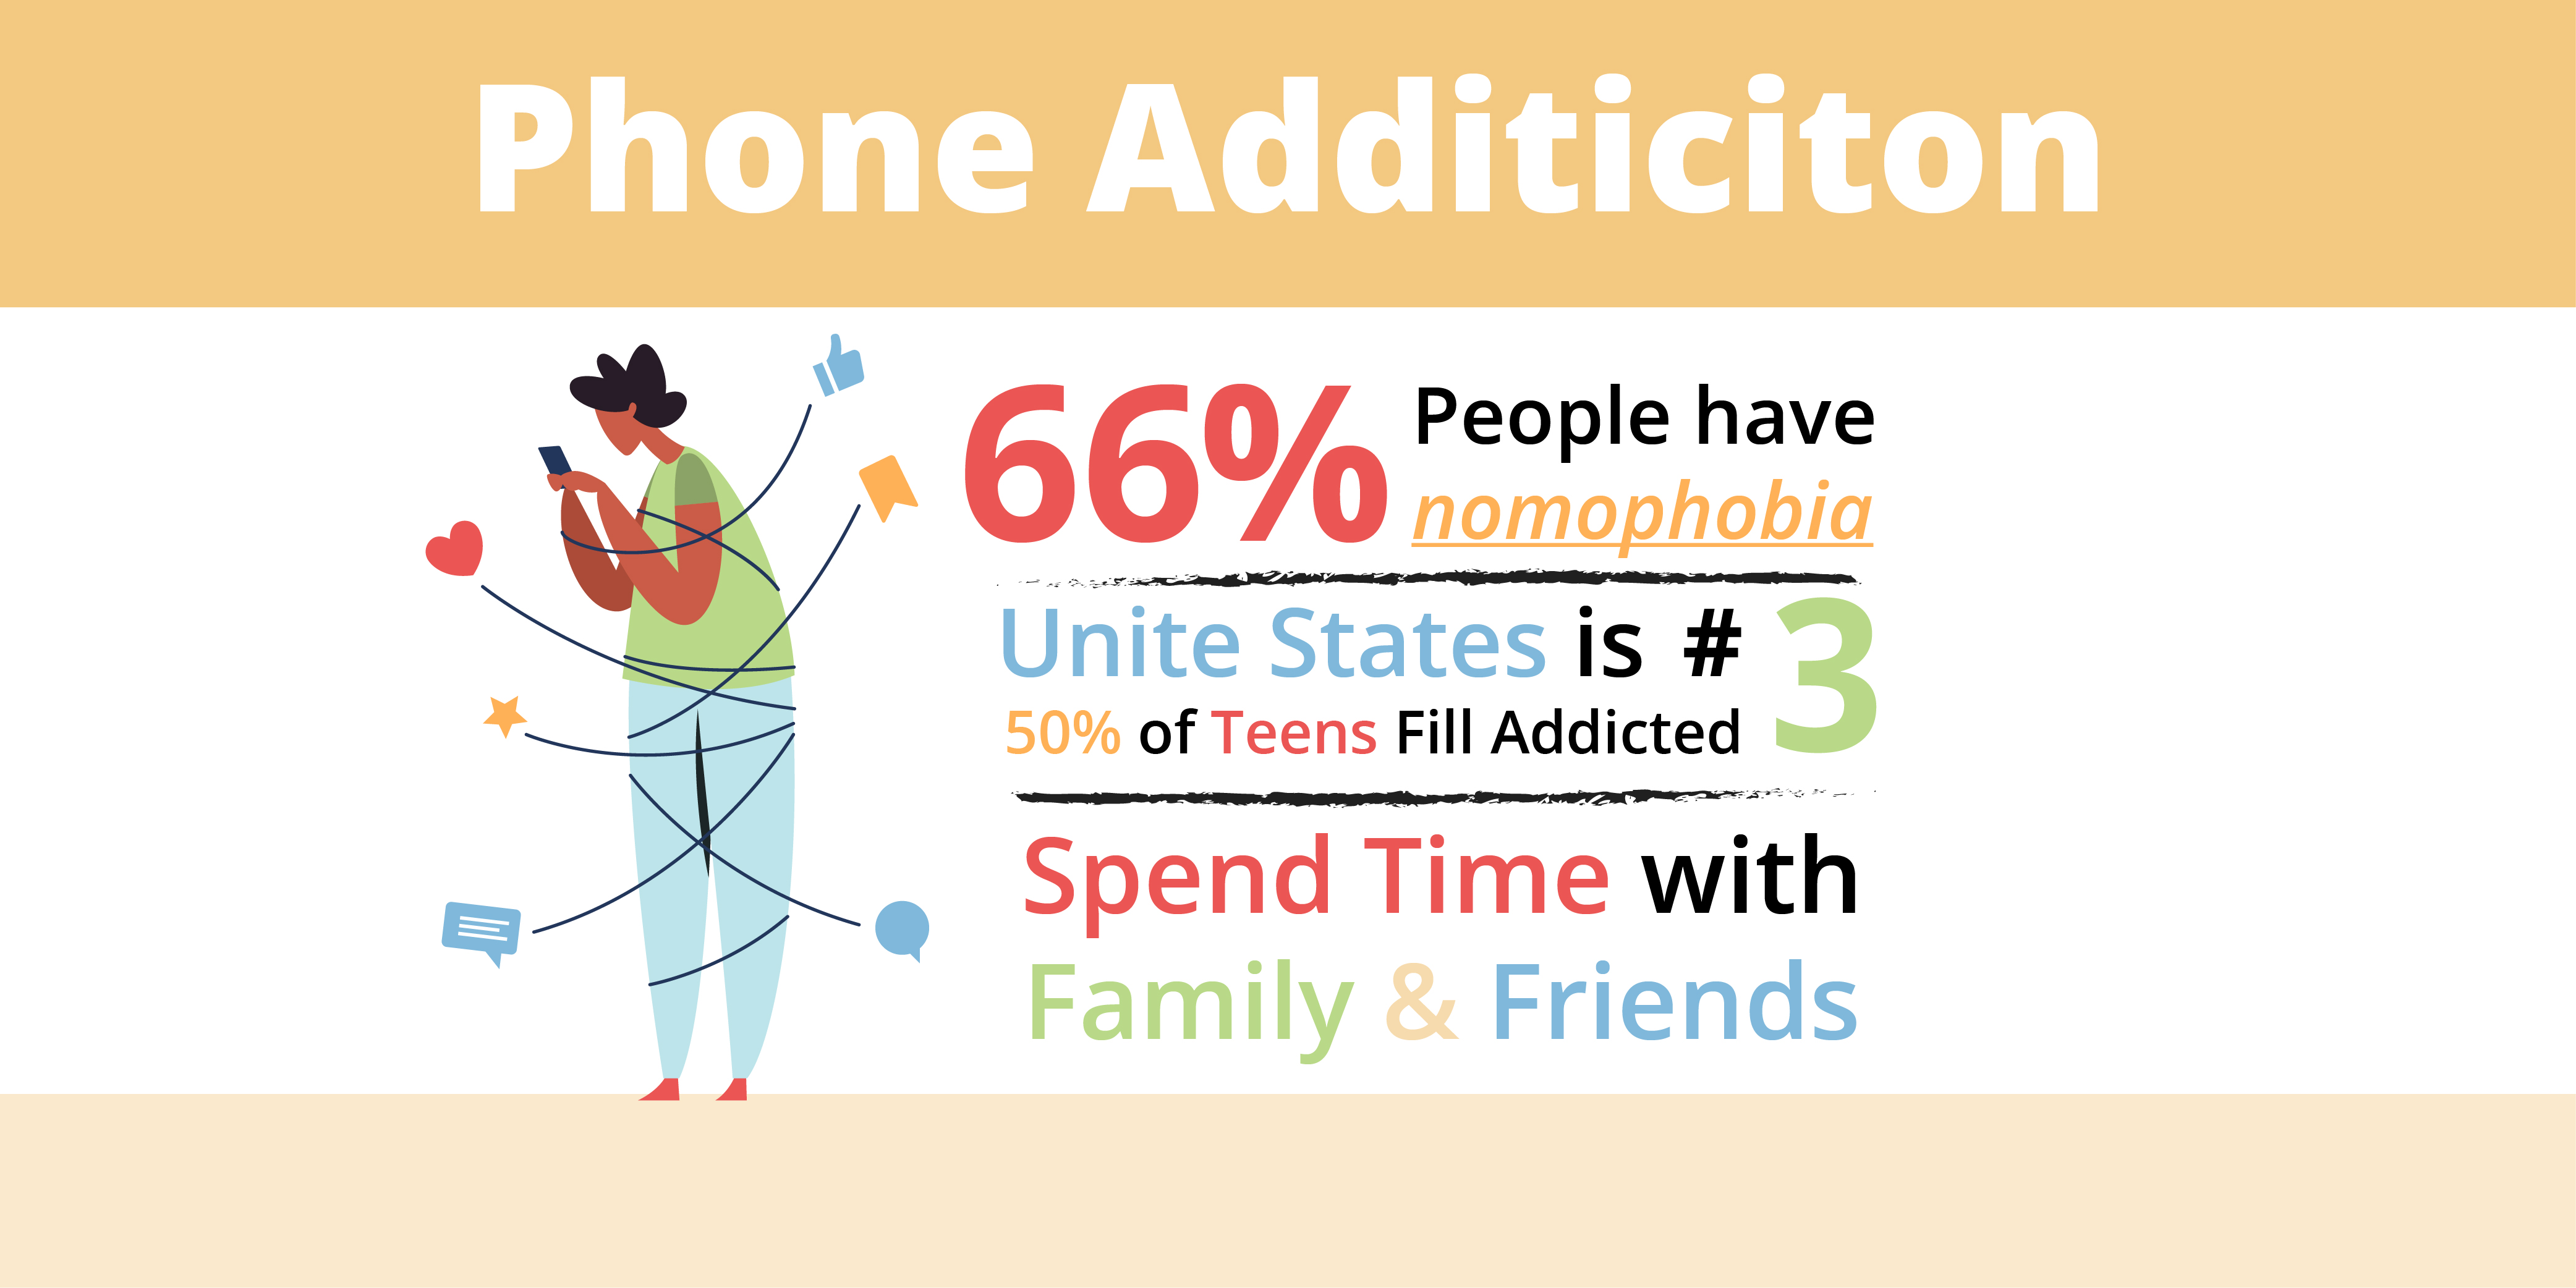 Phone Additiciton
66% People have
nomophobia
Unite States is # 3
50% of Teens Fill Addicted
Spend Time with
Family & Friends